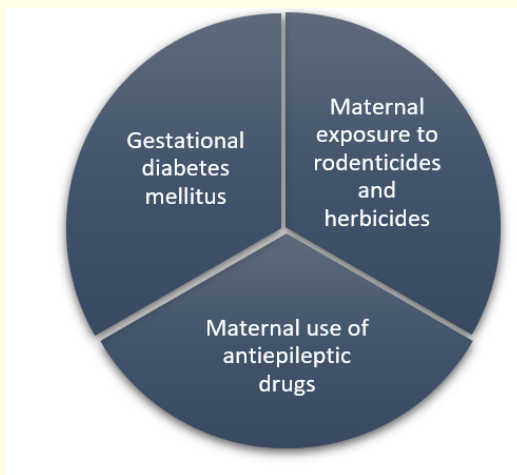 Gestational
diabetes
mellitus
Maternal
exposure to
rodenticides
and
herbicides
Maternal use of
antiepileptic
drugs